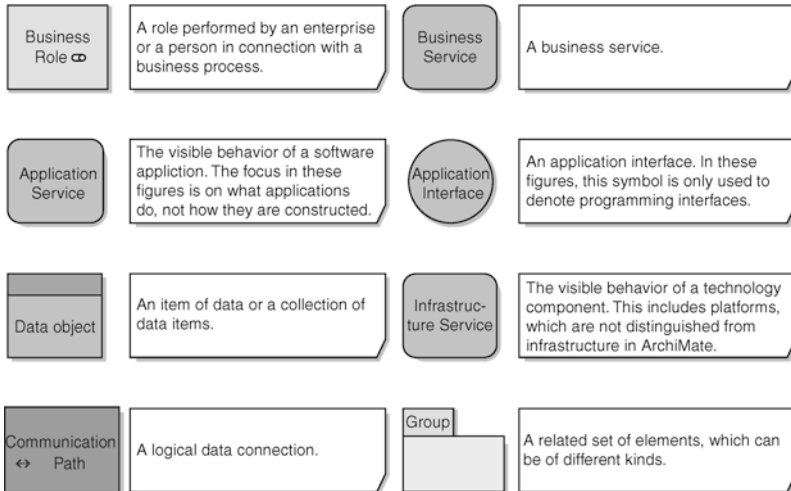 Business
Role
A role performed by an enterprise
or a person in connection with a
business process.
Business
Service
A business service.
Application
Service
The visible behavior of a software
appliction. The focus in these
figures is on what applications
do, not how they are constructed.
Application
Interface
An application interface. In these
figures, this symbol is only used to
denote programming interfaces.
Data object
An item of data or a collection of
data items.
Infrastruc-
ture Service
The visible behavior of a technology
component. This includes platforms,
which are not distinguished from
infrastructure in ArchiMate.
Communication
↔ Path
A logical data connection.
Group
A related set of elements, which can
be of different kinds.